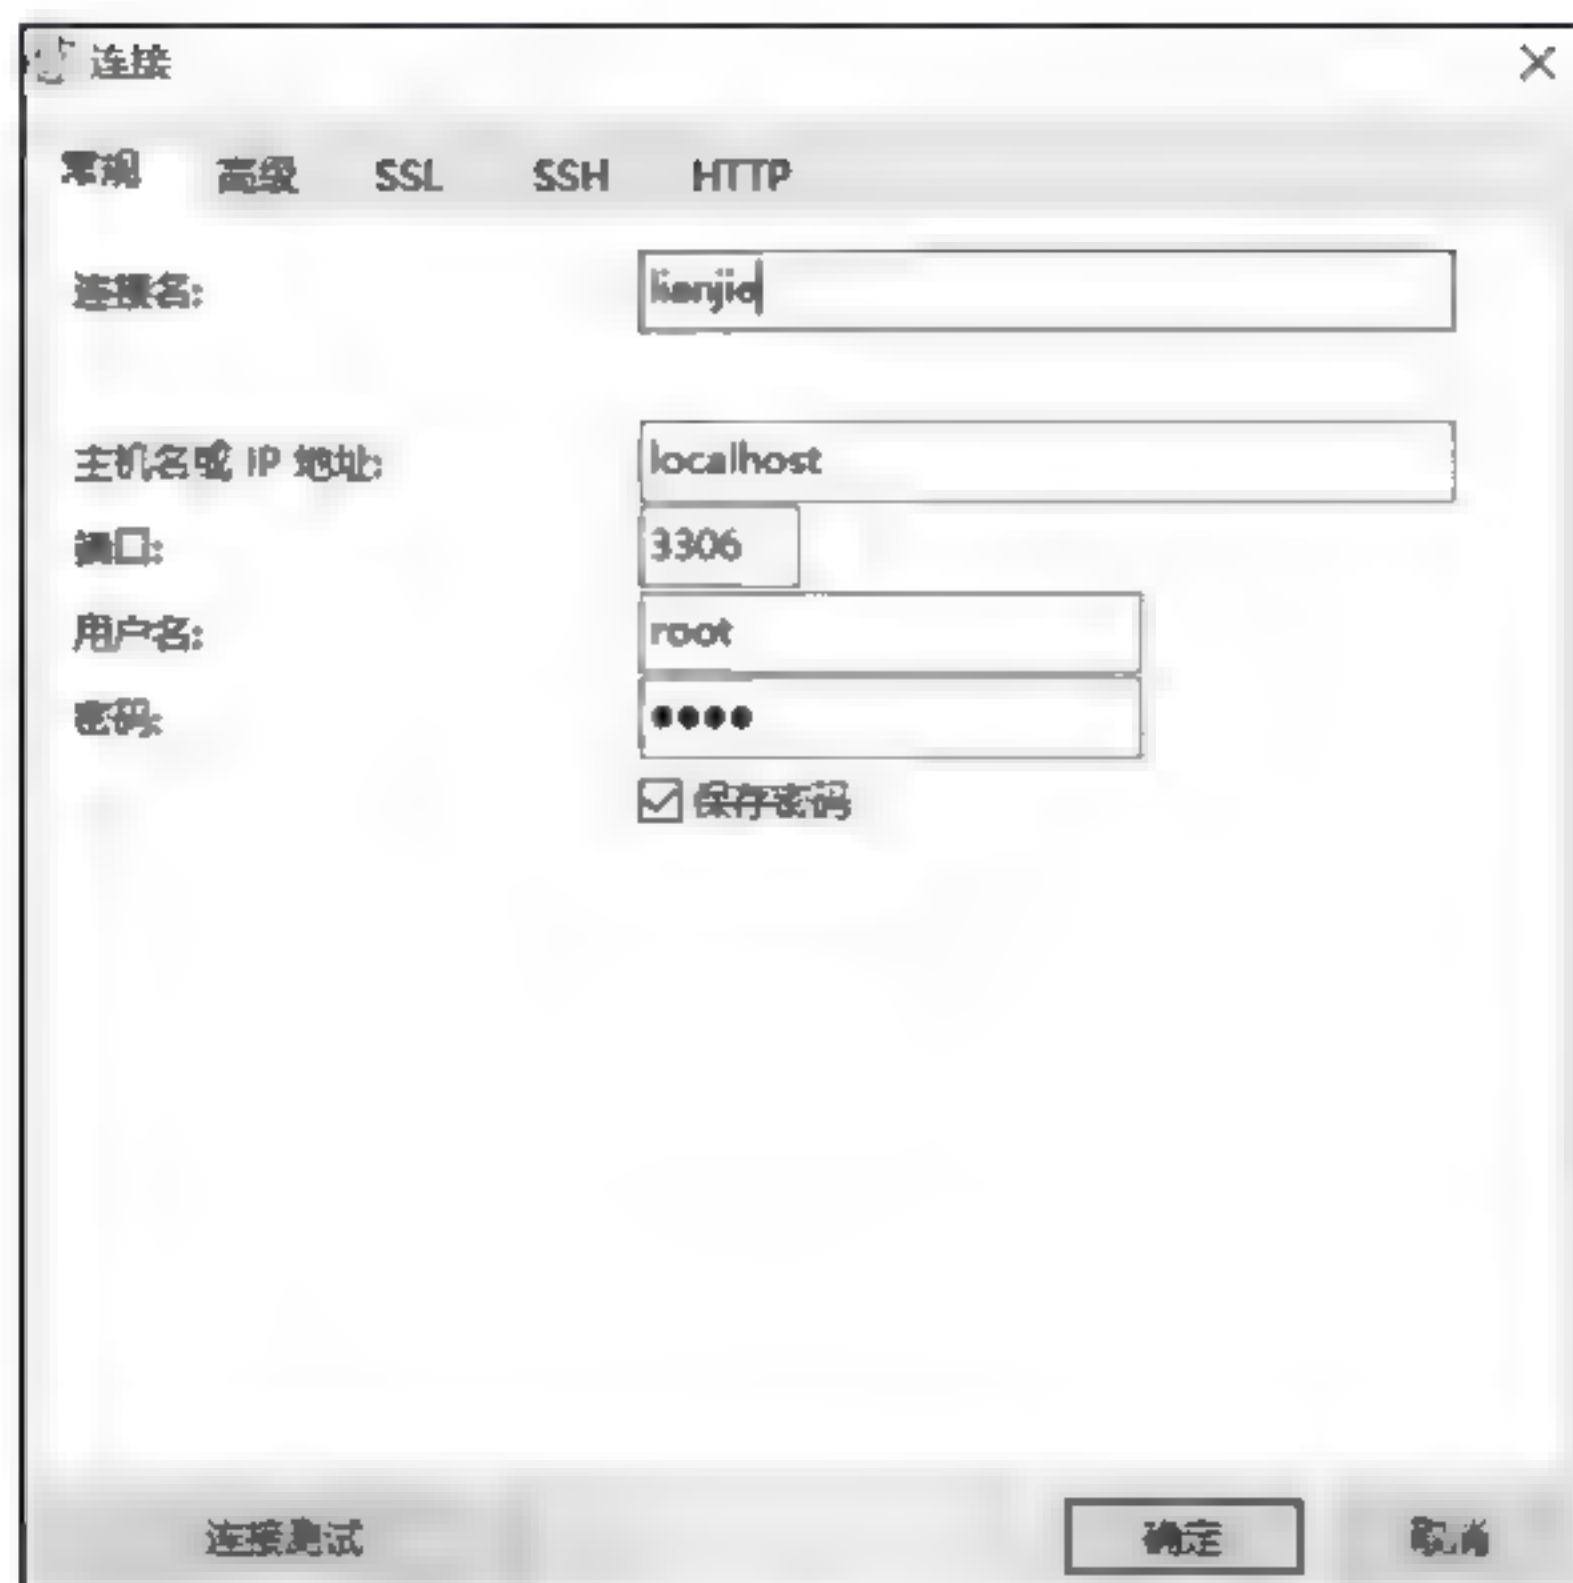 连接
常规 高级 SSL SSH HTTP
连接名: lianjia
主机名或 IP 地址: localhost
端口: 3306
用户名: root
密码: ●●●●
保存密码
连接测试 确定 取消